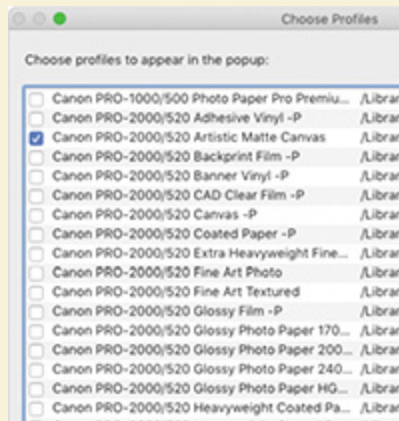 Choose Profiles
Choose profiles to appear in the popup:
Canon PRO-1000/500 Photo Paper Pro Premiu... /Librar
Canon PRO-2000/520 Adhesive Vinyl -P /Librar
Canon PRO-2000/520 Artistic Matte Canvas /Librar
Canon PRO-2000/520 Backprint Film -P /Librar
Canon PRO-2000/520 Banner Vinyl -P /Librar
Canon PRO-2000/520 CAD Clear Film -P /Librar
Canon PRO-2000/520 Canvas -P /Librar
Canon PRO-2000/520 Coated Paper -P /Librar
Canon PRO-2000/520 Extra Heavyweight Fine... /Librar
Canon PRO-2000/520 Fine Art Photo /Librar
Canon PRO-2000/520 Fine Art Textured /Librar
Canon PRO-2000/520 Glossy Film -P /Librar
Canon PRO-2000/520 Glossy Photo Paper 170... /Librar
Canon PRO-2000/520 Glossy Photo Paper 200... /Librar
Canon PRO-2000/520 Glossy Photo Paper 240... /Librar
Canon PRO-2000/520 Glossy Photo Paper HG... /Librar
Canon PRO-2000/520 Heavyweight Coated Pa... /Librar